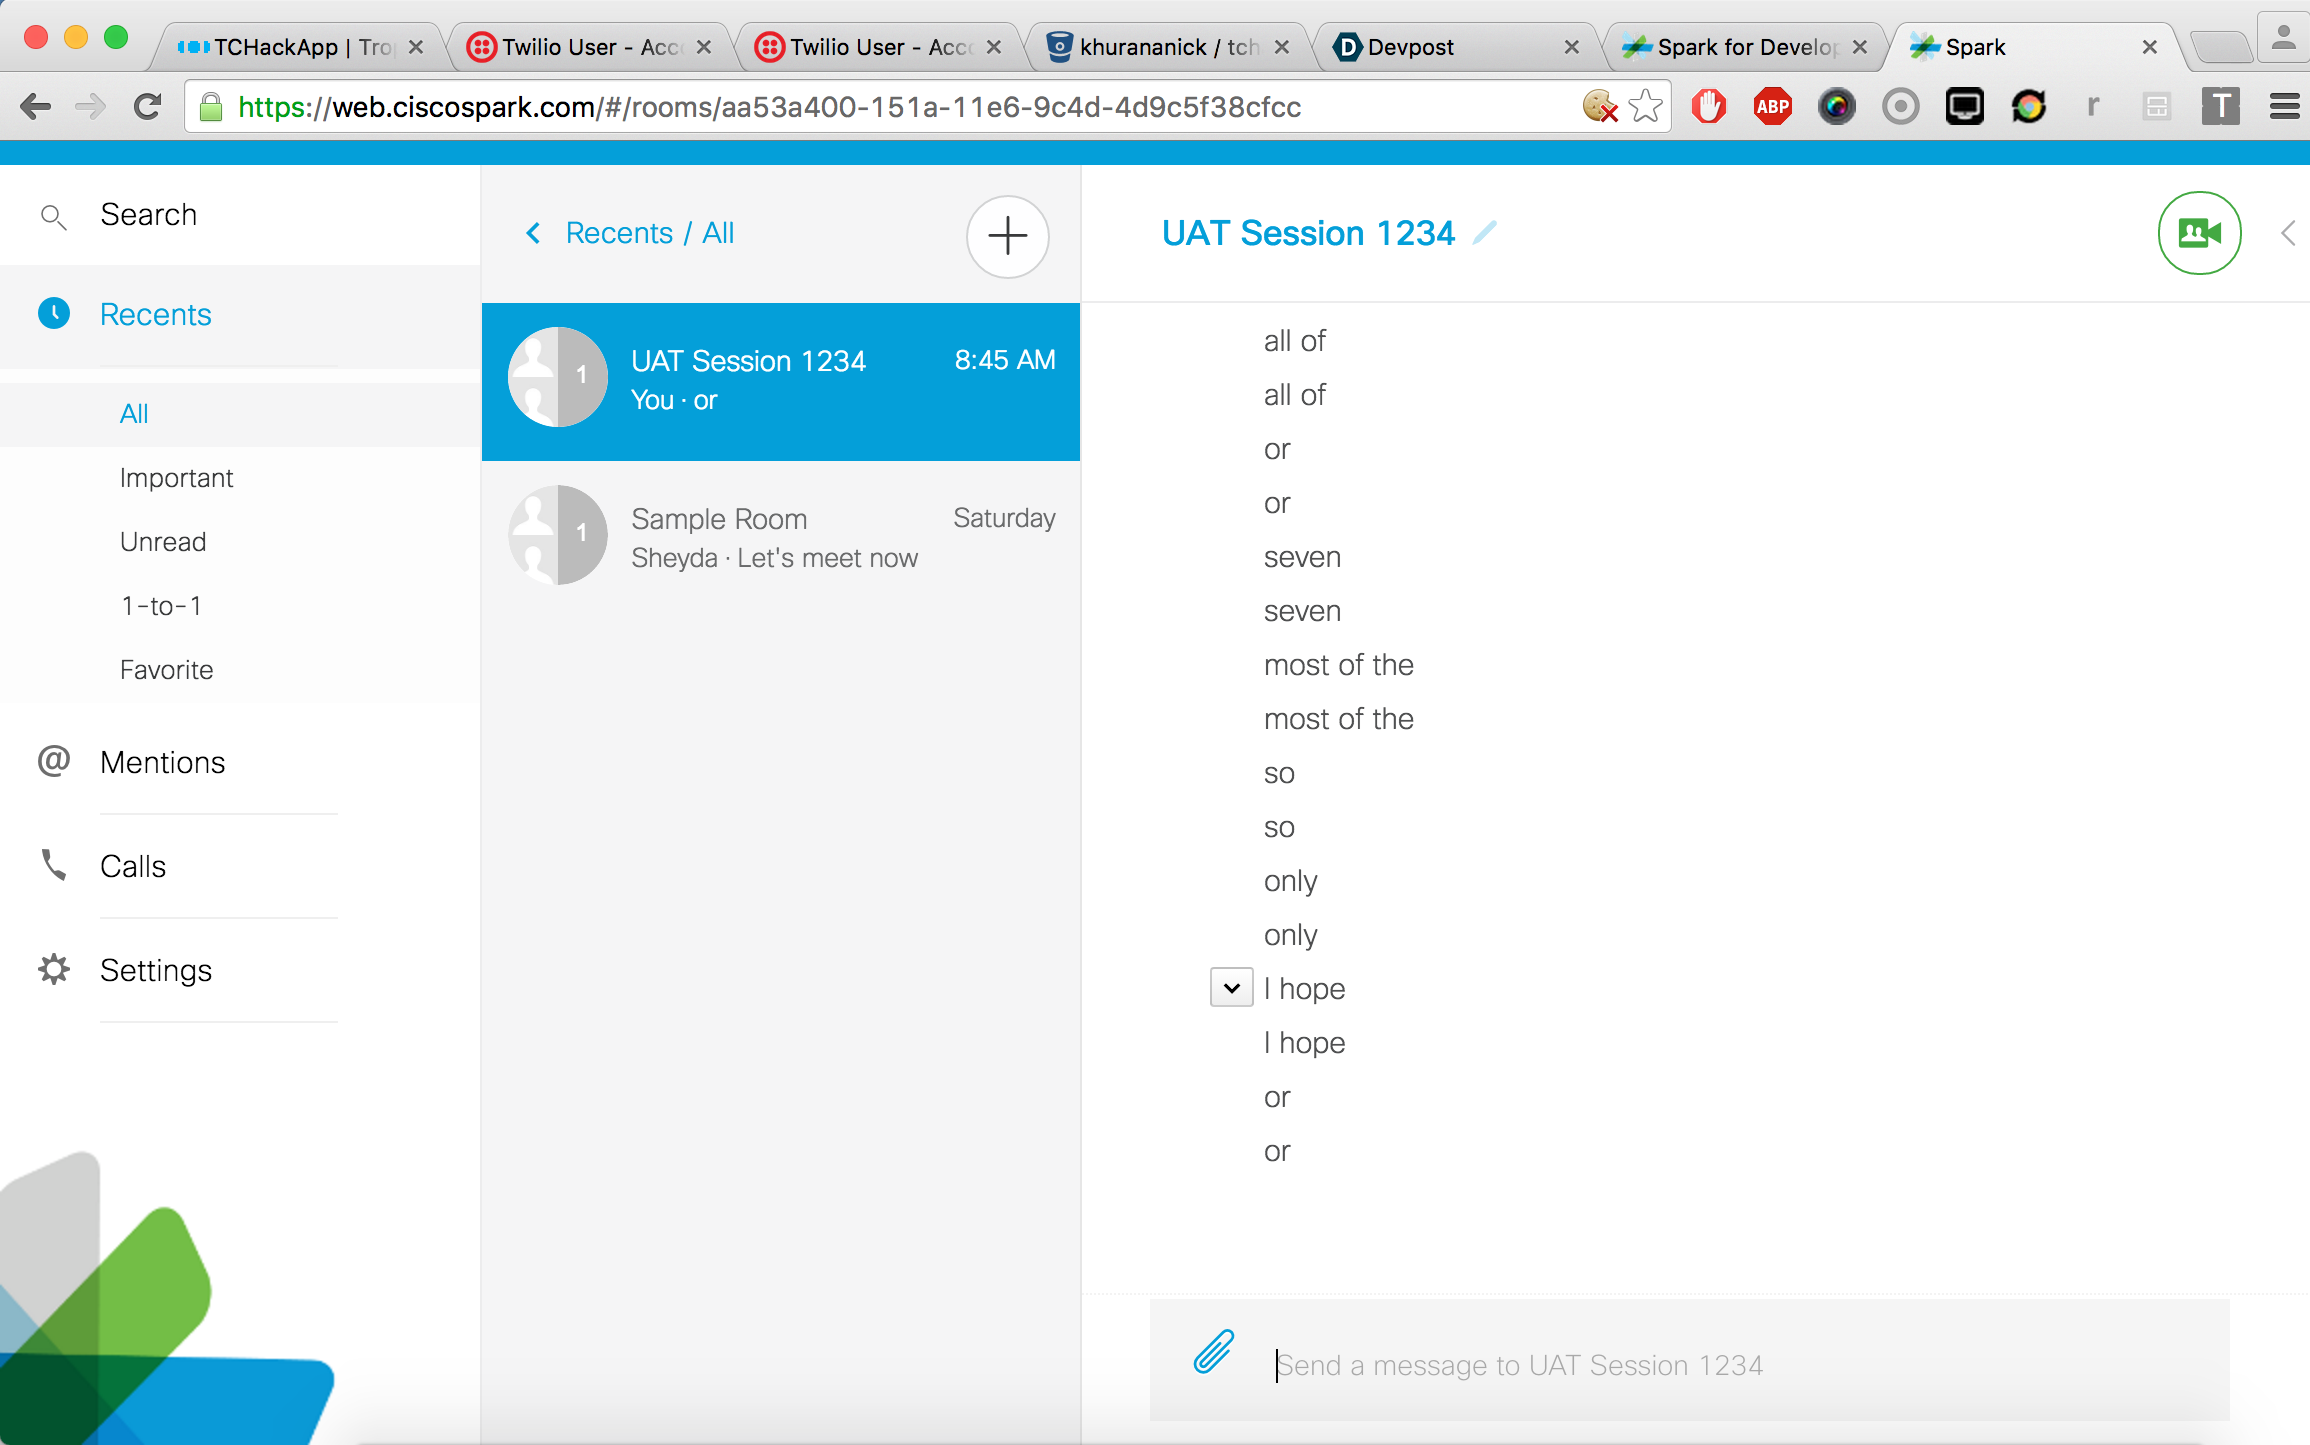 TCHackApp | Tro
Twilio User - Acc
Twilio User - Acc
khurananick / tch
Devpost
Spark for Develop
Spark
https://web.ciscospark.com/#/rooms/aa53a400-151a-11e6-9c4d-4d9c5f38cfcc
ABP
r
T
Search
Recents
All
Important
Unread
1-to-1
Favorite
@ Mentions
Calls
Settings
Recents / All
1
UAT Session 1234
8:45 AM
You · or
1
Sample Room
Saturday
Sheyda · Let's meet now
UAT Session 1234
all of
all of
or
or
seven
seven
most of the
most of the
so
so
only
only
I hope
I hope
or
or
Send a message to UAT Session 1234